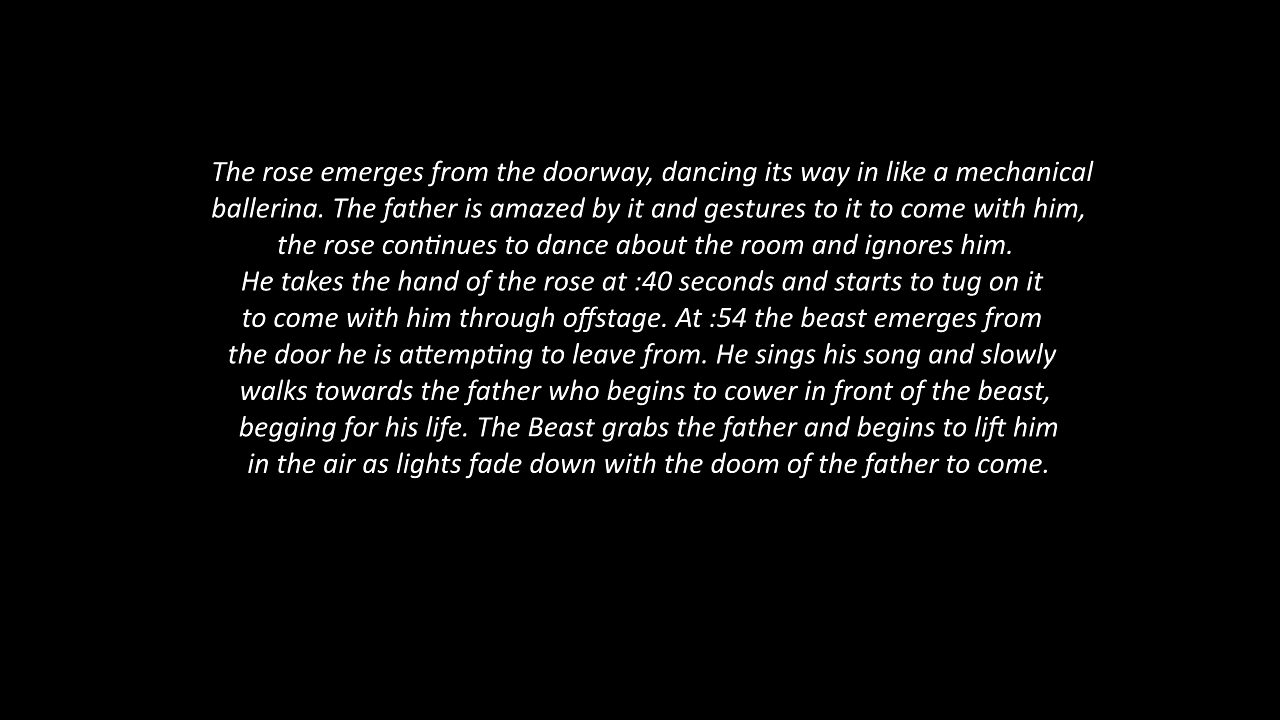 The rose emerges from the doorway, dancing its way in like a mechanical
ballerina. The father is amazed by it and gestures to it to come with him,
the rose continues to dance about the room and ignores him.
He takes the hand of the rose at :40 seconds and starts to tug on it
to come with him through offstage. At :54 the beast emerges from
the door he is attempting to leave from. He sings his song and slowly
walks towards the father who begins to cower in front of the beast,
begging for his life. The Beast grabs the father and begins to lift him
in the air as lights fade down with the doom of the father to come.